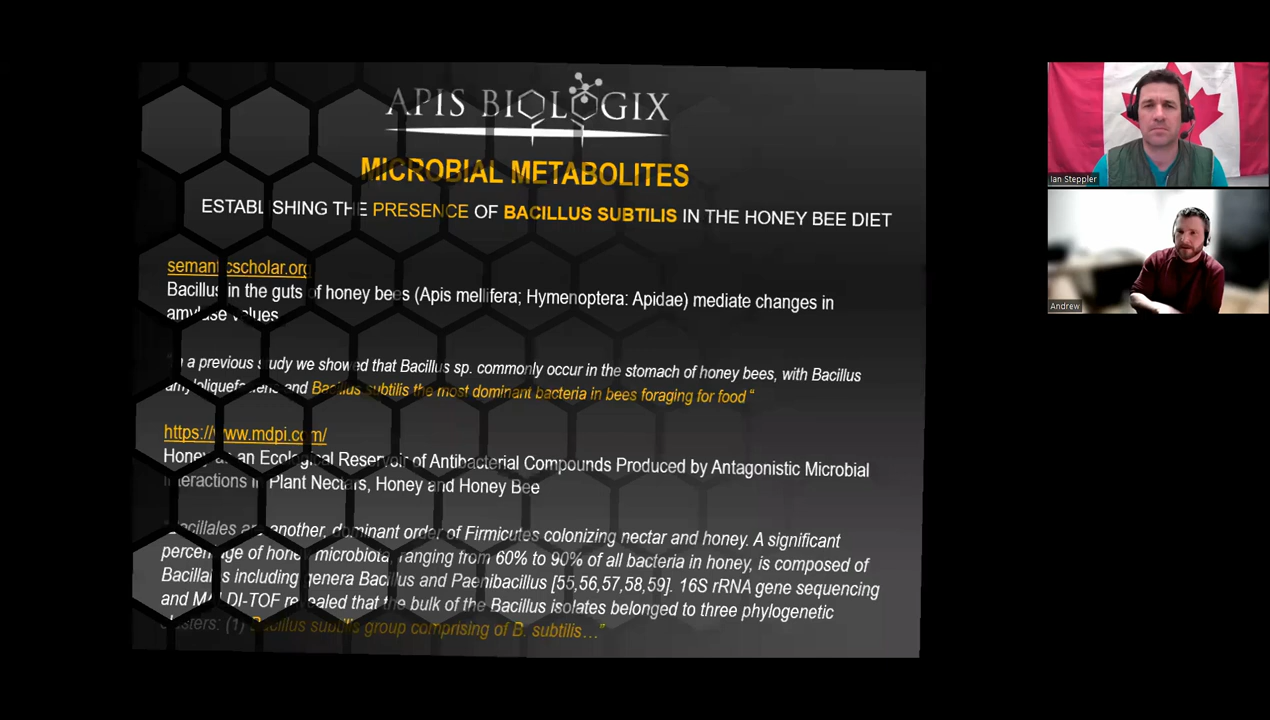 APIS BIOLOGIX
MICROBIAL METABOLITES
ESTABLISHING THE PRESENCE OF BACILLUS SUBTILIS IN THE HONEY BEE DIET
semanticscholar.org
Bacillus in the guts of honey bees (Apis mellifera; Hymenoptera: Apidae) mediate changes in
amylase values
In a previous study we showed that Bacillus sp. commonly occur in the stomach of honey bees, with Bacillus
amyloliquefaciens and Bacillus subtilis the most dominant bacteria in bees foraging for food “
https://www.mdpi.com/
Honey as an Ecological Reservoir of Antibacterial Compounds Produced by Antagonistic Microbial
Interactions in Plant Nectars, Honey and Honey Bee
“Bacillales are another, dominant order of Firmicutes colonizing nectar and honey. A significant
percentage of honey microbiota, ranging from 60% to 90% of all bacteria in honey, is composed of
Bacillales including genera Bacillus and Paenibacillus [55,56,57,58,59]. 16S rRNA gene sequencing
and MALDI-TOF revealed that the bulk of the Bacillus isolates belonged to three phylogenetic
clusters: (1) Bacillus subtilis group comprising of B. subtilis…”
Ian Steppler
Andrew